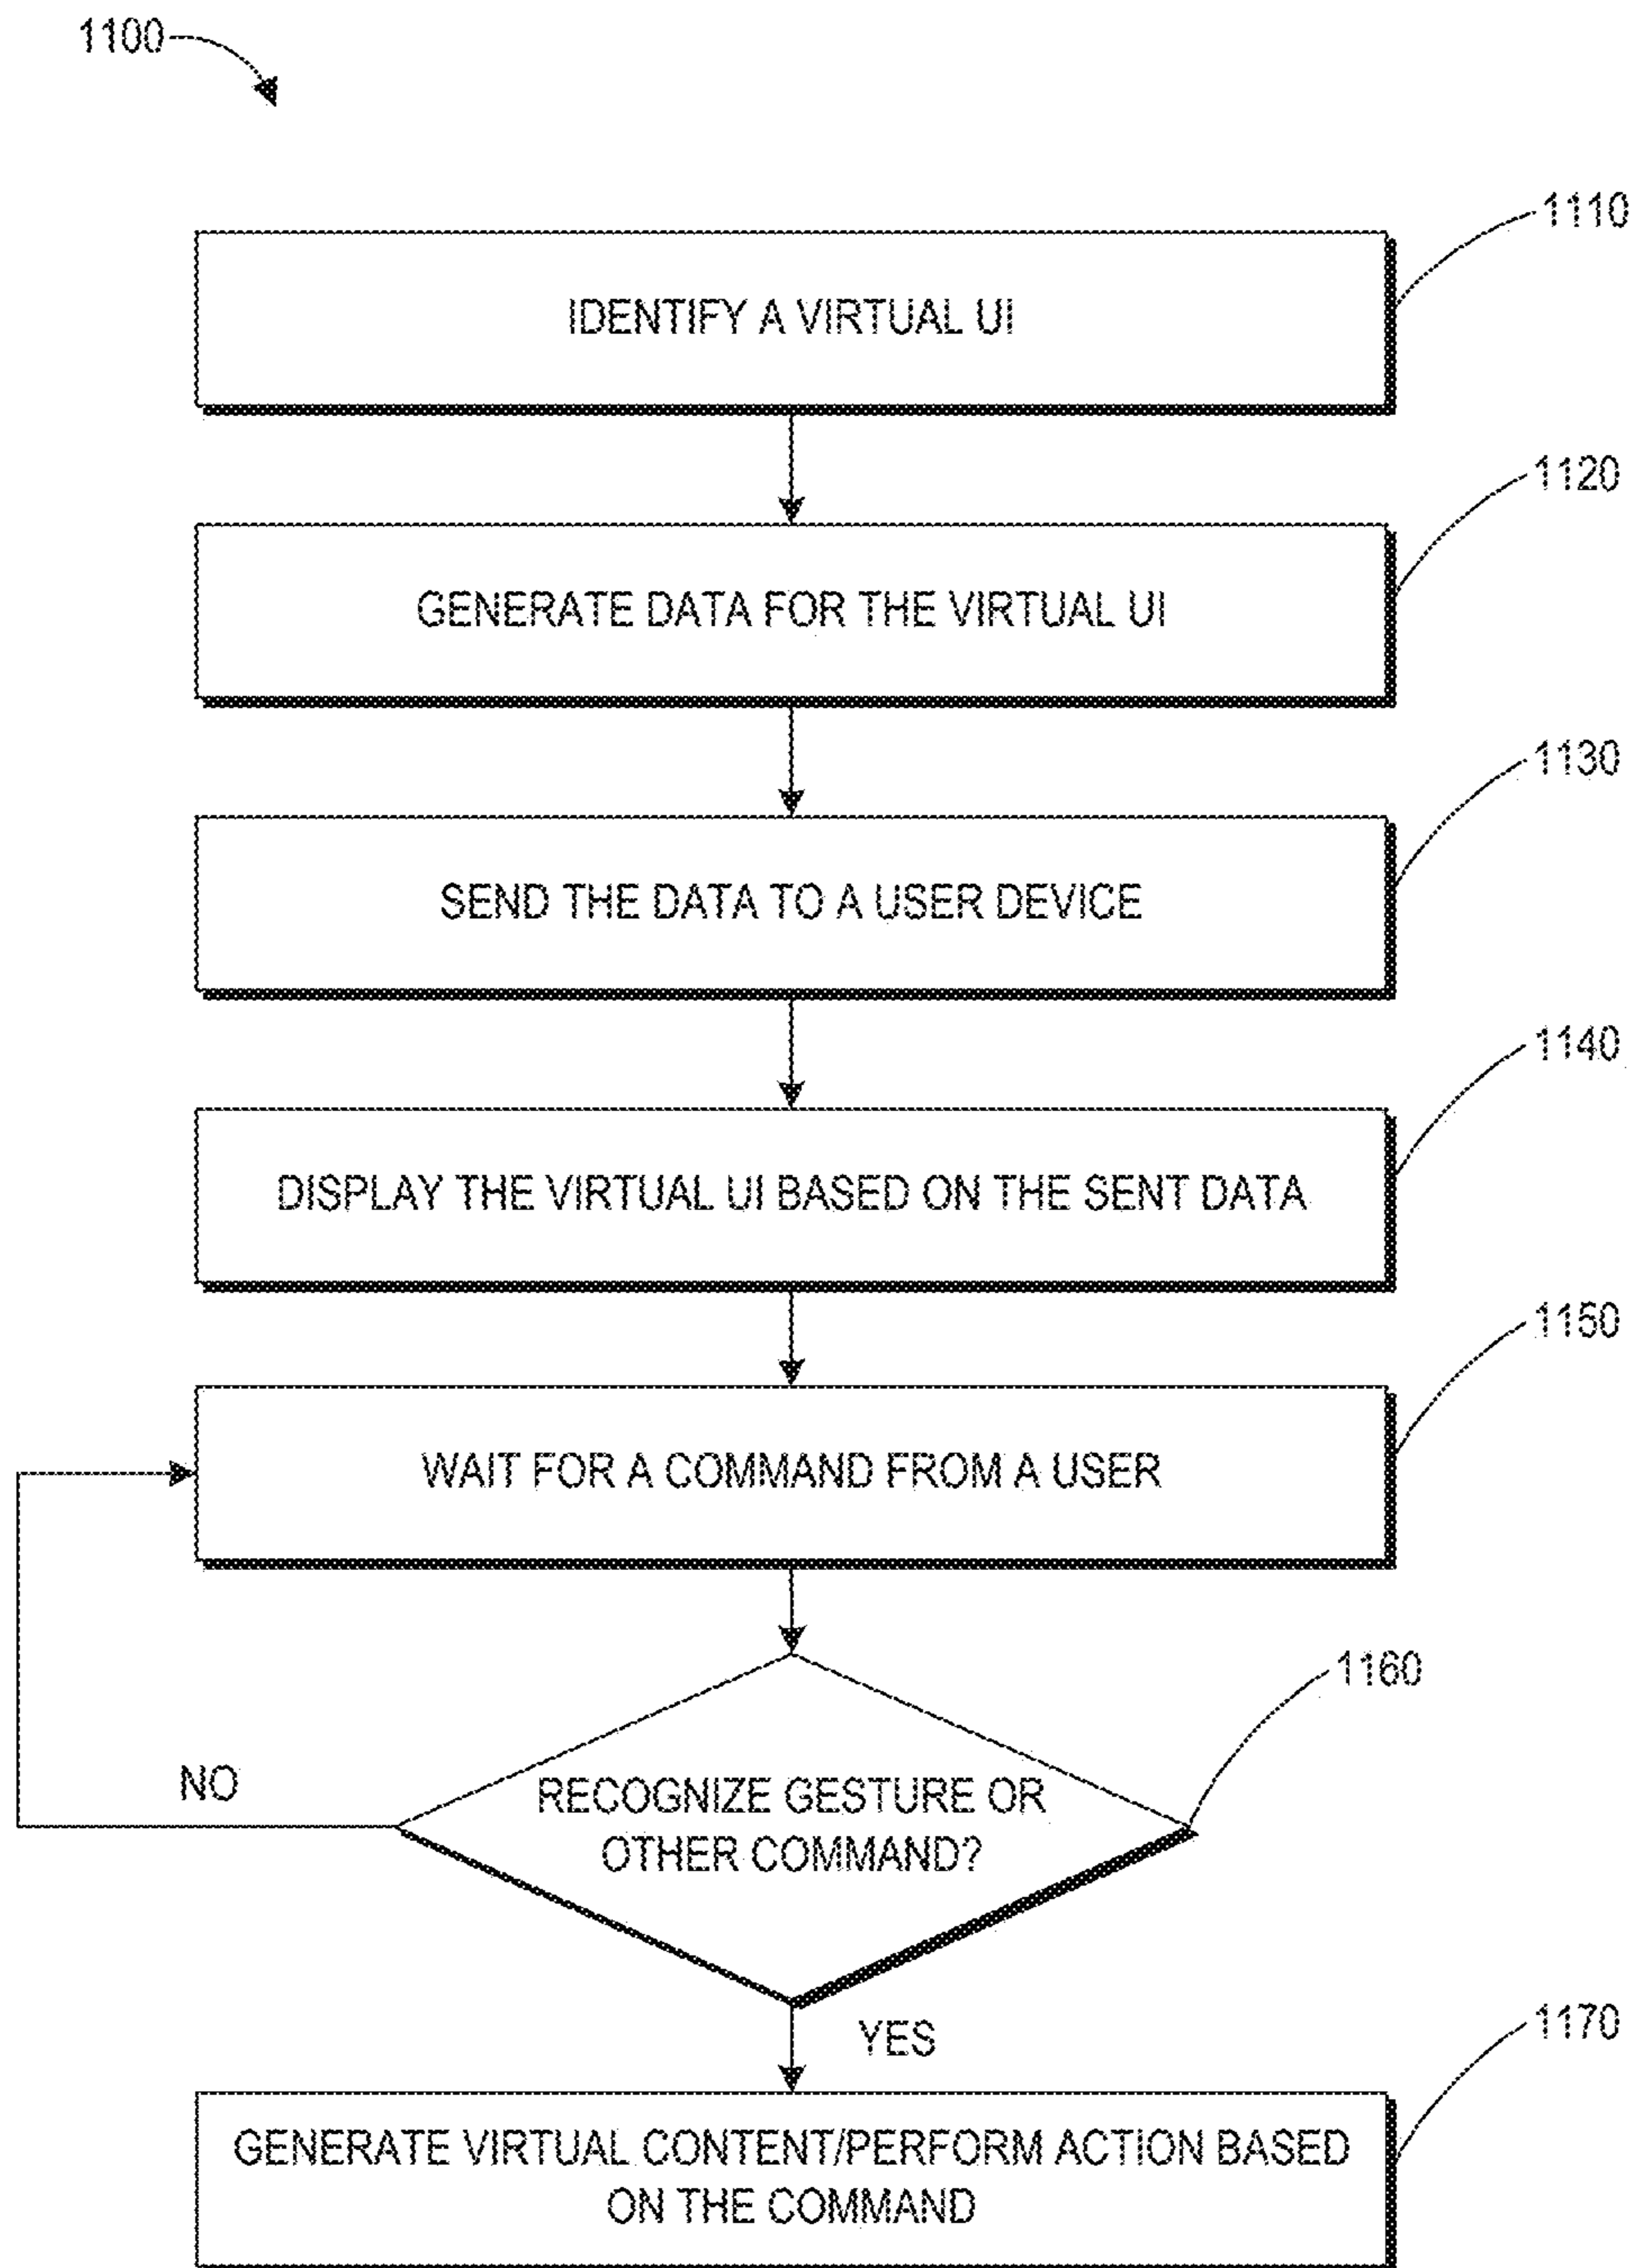 1100
1110
IDENTIFY A VIRTUAL UI
1120
GENERATE DATA FOR THE VIRTUAL UI
1130
SEND THE DATA TO A USER DEVICE
1140
DISPLAY THE VIRTUAL UI BASED ON THE SENT DATA
1150
WAIT FOR A COMMAND FROM A USER
1160
NO
RECOGNIZE GESTURE OR
OTHER COMMAND?
YES
1170
GENERATE VIRTUAL CONTENT/PERFORM ACTION BASED
ON THE COMMAND